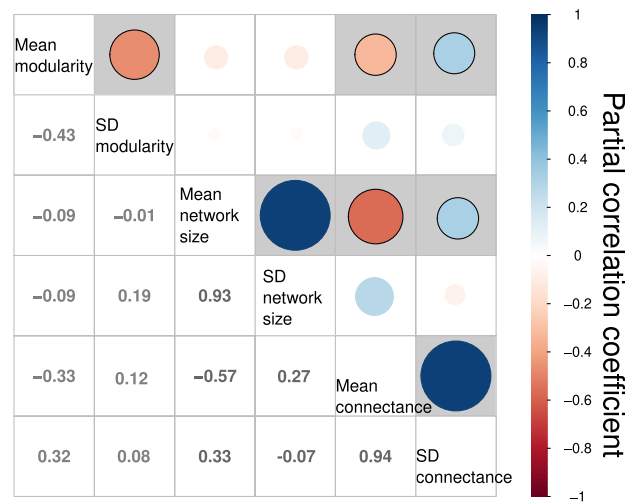 Mean
modularity
−0.43
SD
modularity
−0.09
−0.01
Mean
network
size
−0.09
0.19
0.93
SD
network
size
−0.33
0.12
−0.57
0.27
Mean
connectance
0.32
0.08
0.33
-0.07
0.94
SD
connectance
1
0.8
0.6
0.4
0.2
0
−0.2
−0.4
−0.6
−0.8
−1
Partial correlation coefficient